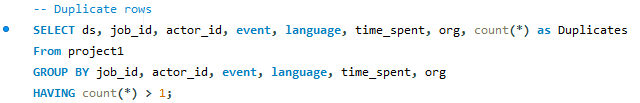 -- Duplicate rows
SELECT ds, job_id, actor_id, event, language, time_spent, org, count(*) as Duplicates
From project1
GROUP BY job_id, actor_id, event, language, time_spent, org
HAVING count(*) > 1;